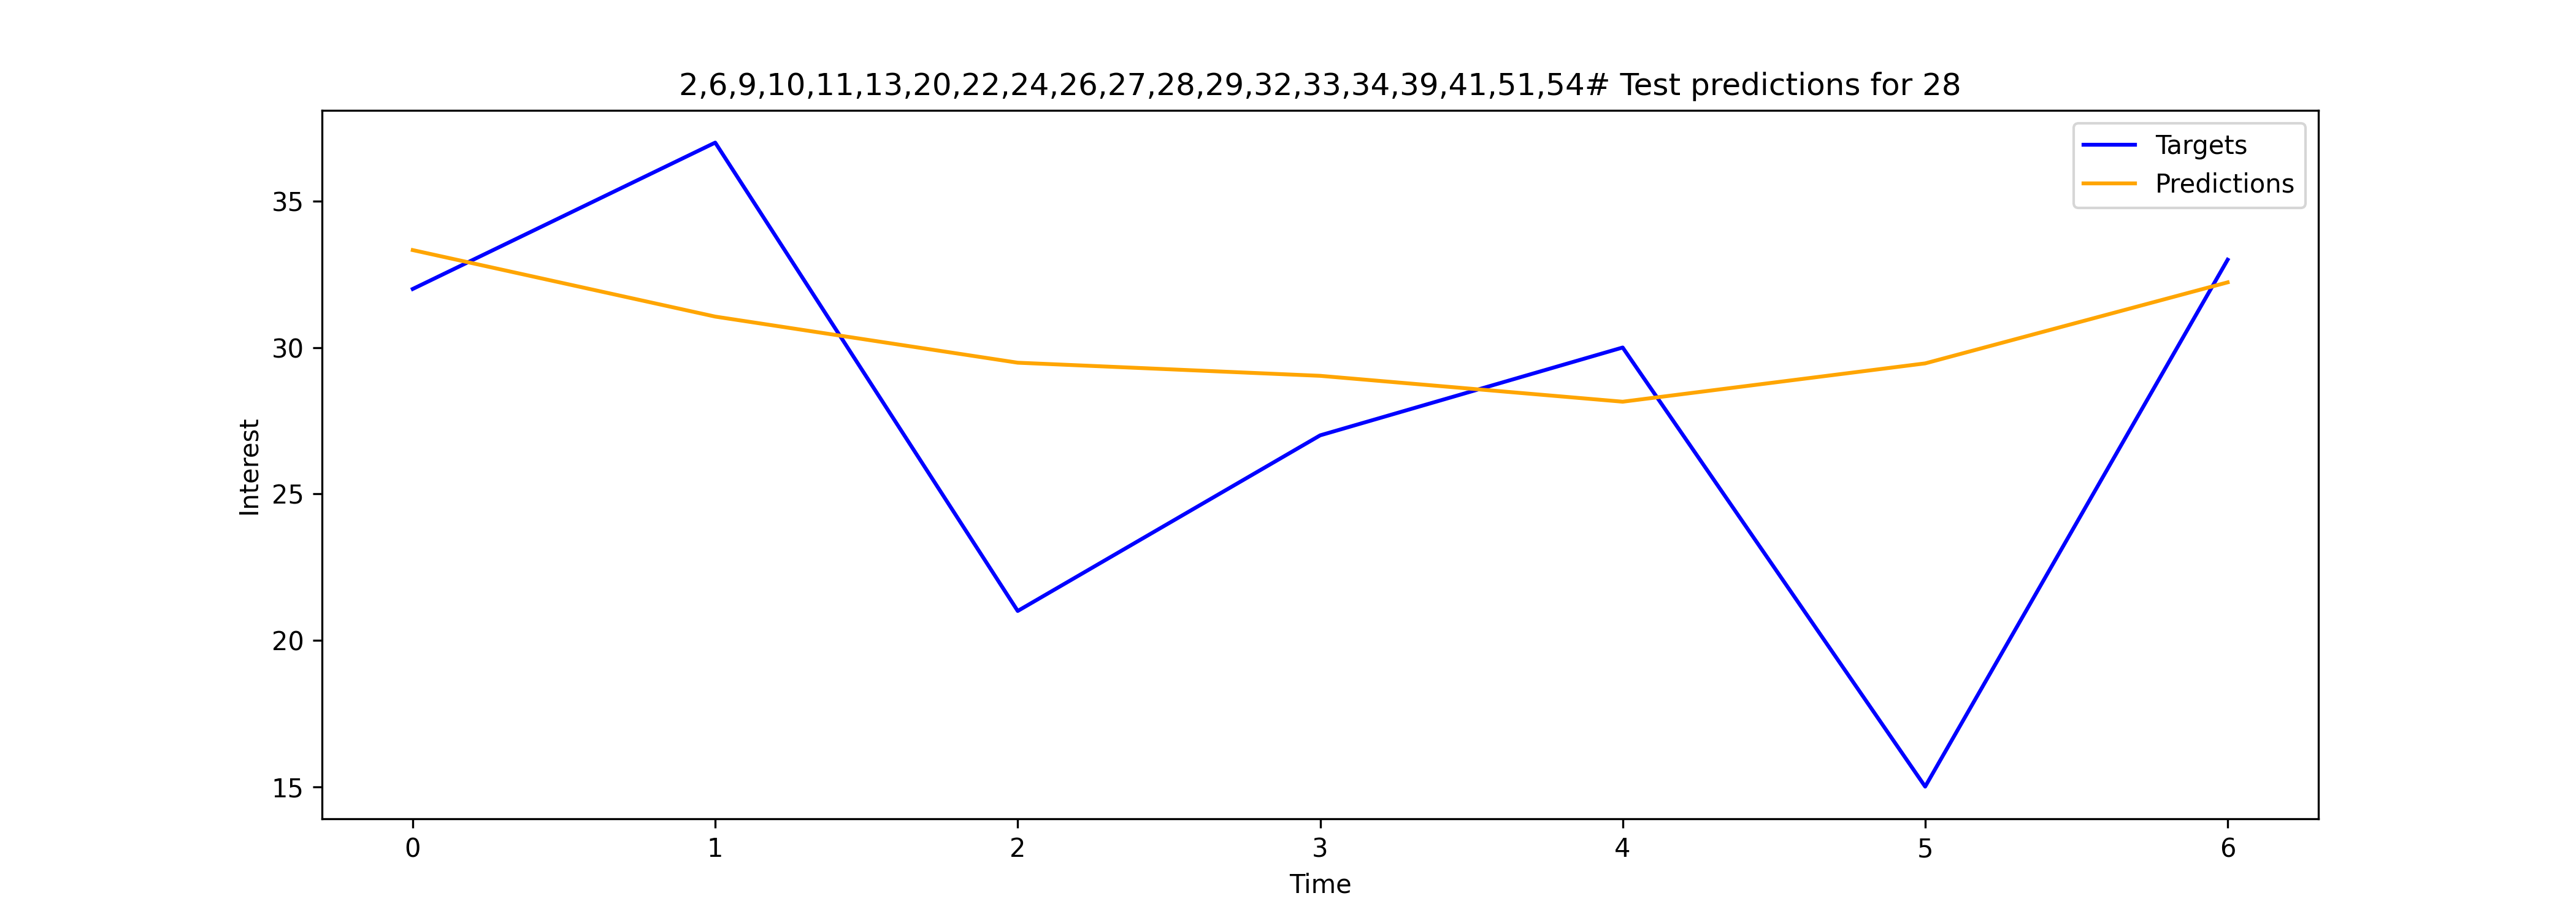 2,6,9,10,11,13,20,22,24,26,27,28,29,32,33,34,39,41,51,54# Test predictions for 28
Targets
Predictions
35
30
25
20
15
Interest
0 1 2 3 4 5 6
Time